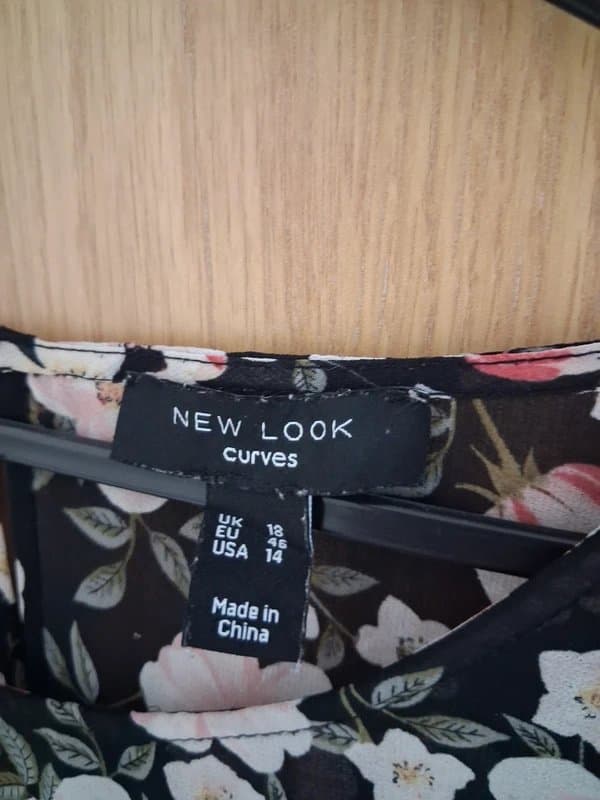 NEW LOOK
curves
UK 18
EU 46
USA 14
Made in
China